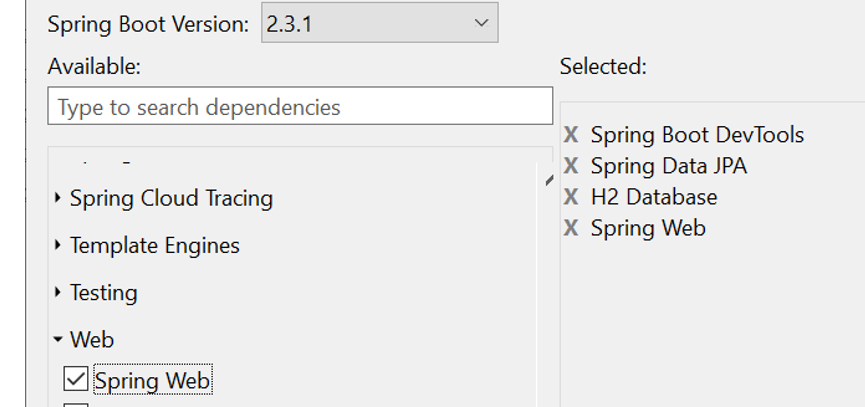 Spring Boot Version: 2.3.1
Available:
Selected:
Type to search dependencies
X Spring Boot DevTools
X Spring Data JPA
X H2 Database
X Spring Web
Spring Cloud Tracing
Template Engines
Testing
Web
Spring Web